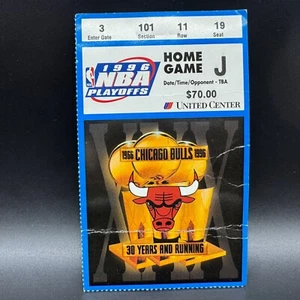 3 101 11 19
Enter Gate Section Row Seat
1996
NBA
PLAYOFFS
HOME
GAME J
Date/Time/Opponent - TBA
$70.00
UNITED CENTER
1966 CHICAGO BULLS 1996
30 YEARS AND RUNNING